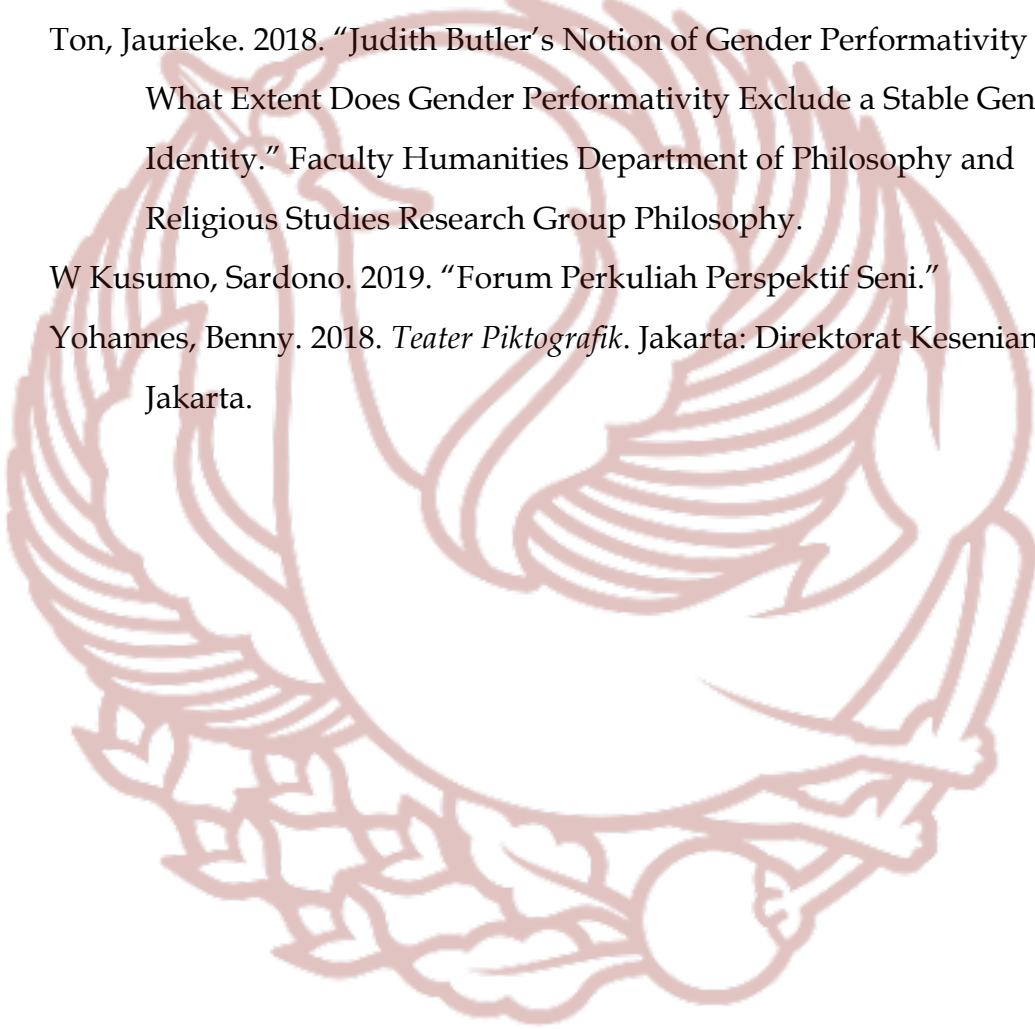 Ton, Jaurieke. 2018. “Judith Butler’s Notion of Gender Performativity
What Extent Does Gender Performativity Exclude a Stable Gen
Identity.” Faculty Humanities Department of Philosophy and
Religious Studies Research Group Philosophy.
W Kusumo, Sardono. 2019. “Forum Perkuliah Perspektif Seni.”
Yohannes, Benny. 2018. Teater Piktografik. Jakarta: Direktorat Kesenian
Jakarta.